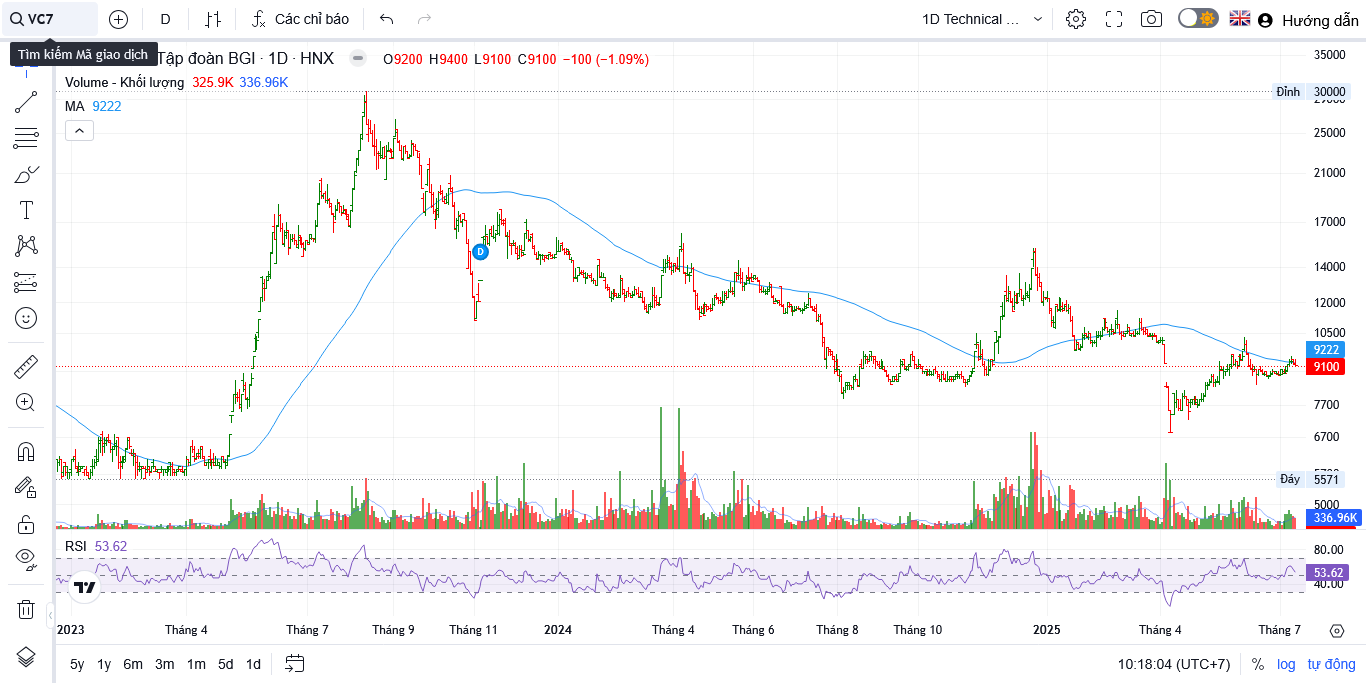 VC7
D
Các chỉ báo
1D Technical ...
Hướng dẫn
Tìm kiếm Mã giao dịch
Tập đoàn BGI · 1D · HNX
O9200 H9400 L9100 C9100 −100 (−1.09%)
Volume - Khối lượng 325.9K 336.96K
MA 9222
D
35000
Đỉnh 30000
25000
21000
17000
14000
12000
10500
9222
9100
7700
6700
Đáy 5571
5000
336.96K
RSI 53.62
80.00
53.62
40.00
2023 Tháng 4 Tháng 7 Tháng 9 Tháng 11 2024 Tháng 4 Tháng 6 Tháng 8 Tháng 10 2025 Tháng 4 Tháng 7
5y 1y 6m 3m 1m 5d 1d
10:18:04 (UTC+7) % log tự động